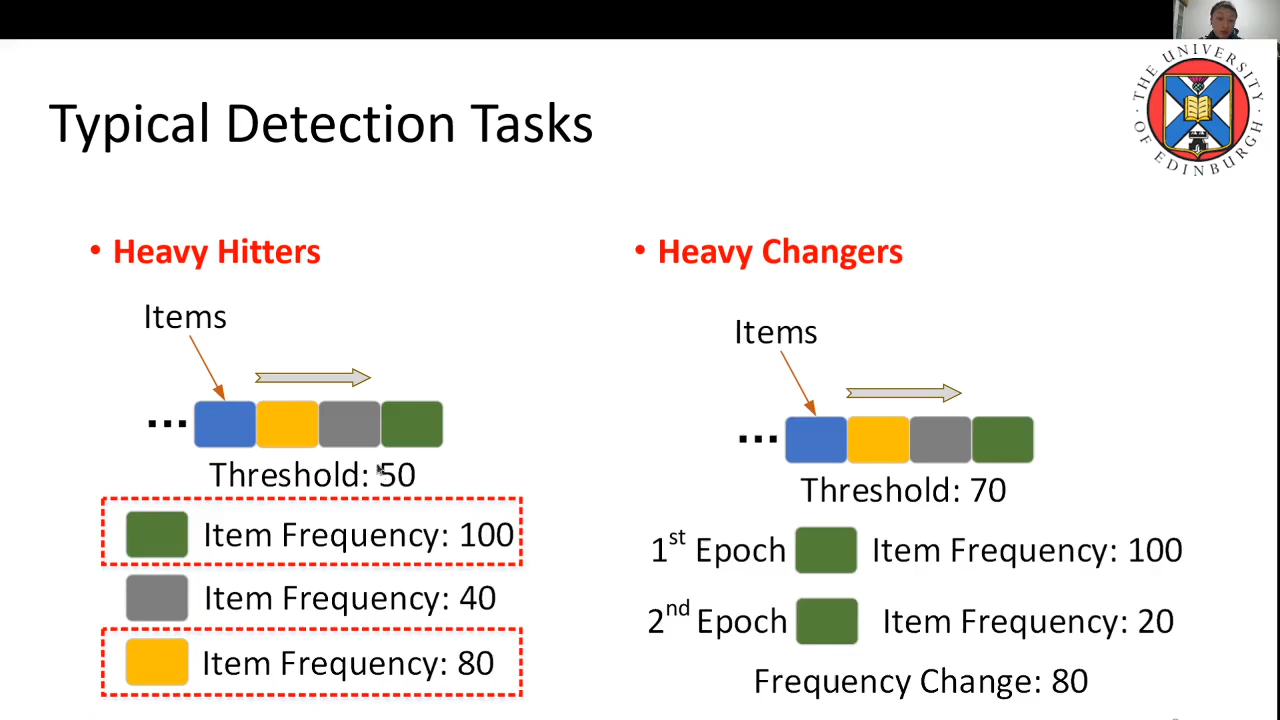 THE UNIVERSITY OF EDINBURGH
Typical Detection Tasks
• Heavy Hitters
Items
...
Threshold: 50
Item Frequency: 100
Item Frequency: 40
Item Frequency: 80
• Heavy Changers
Items
...
Threshold: 70
1st Epoch Item Frequency: 100
2nd Epoch Item Frequency: 20
Frequency Change: 80